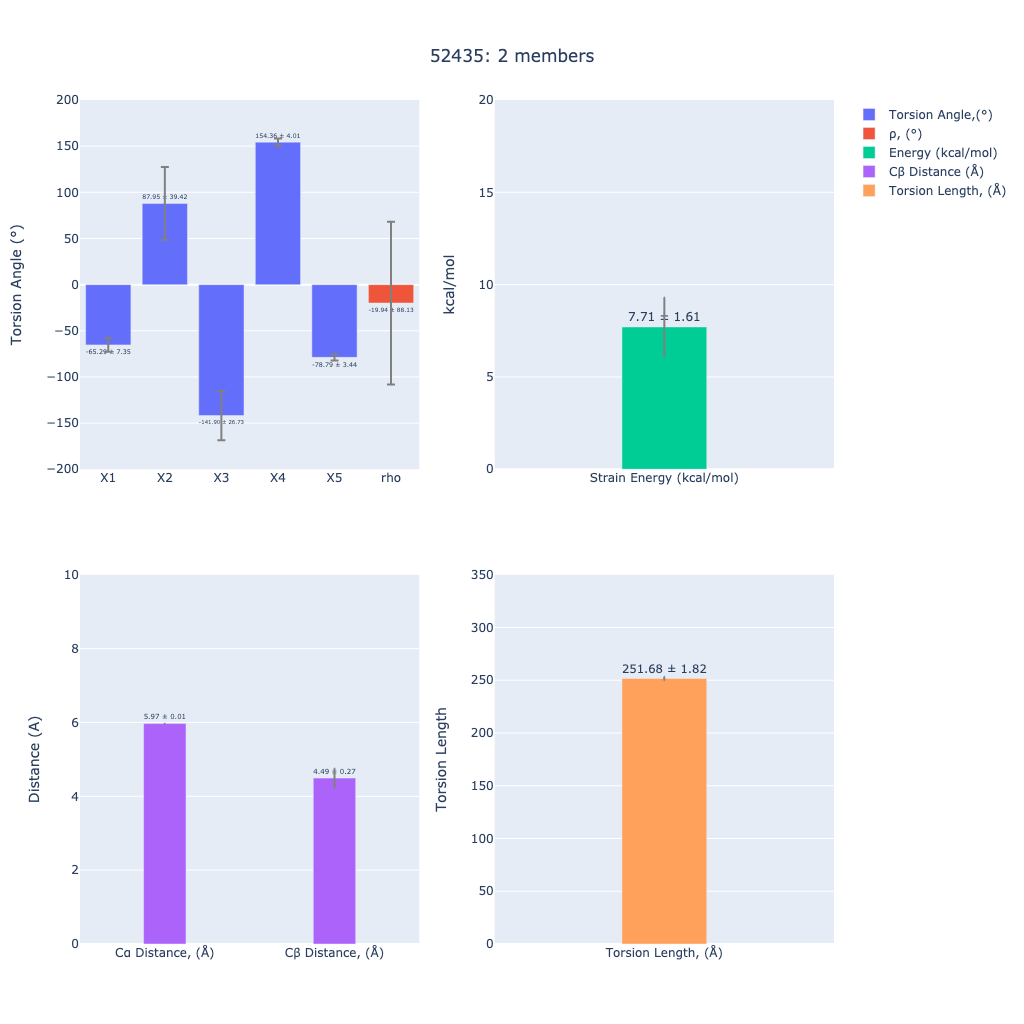 52435: 2 members
Torsion Angle (°)
200
150
100
50
0
−50
−100
−150
−200
-65.29 ± 7.35
87.95 ± 39.42
-141.90 ± 26.73
154.36 ± 4.01
-78.79 ± 3.44
-19.94 ± 88.13
X1 X2 X3 X4 X5 rho
kcal/mol
20
15
10
5
0
7.71 ± 1.61
Strain Energy (kcal/mol)
Torsion Angle,(°)
ρ, (°)
Energy (kcal/mol)
Cβ Distance (Å)
Torsion Length, (Å)
Distance (A)
10
8
6
4
2
0
5.97 ± 0.01
4.49 ± 0.27
Cα Distance, (Å) Cβ Distance, (Å)
Torsion Length
350
300
250
200
150
100
50
0
251.68 ± 1.82
Torsion Length, (Å)